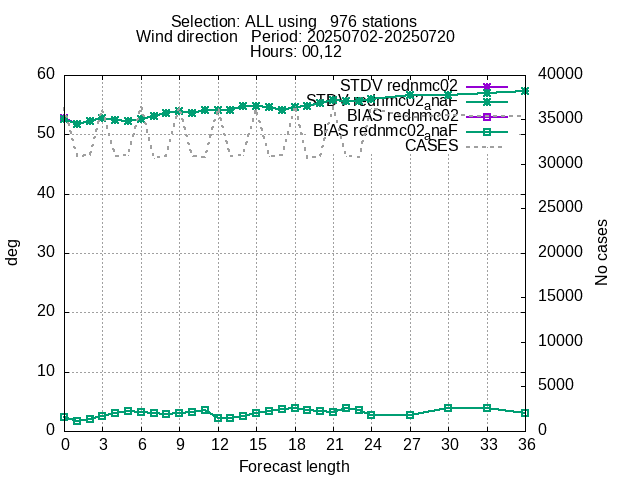 Selection: ALL using   976 stations
Wind direction   Period: 20250702-20250720
Hours: 00,12
STDV rednmc02
STDV rednmc02_anaF
BIAS rednmc02
BIAS rednmc02_anaF
CASES
60
50
40
30
20
10
0
deg
40000
35000
30000
25000
20000
15000
10000
5000
0
No cases
0 3 6 9 12 15 18 21 24 27 30 33 36
Forecast length